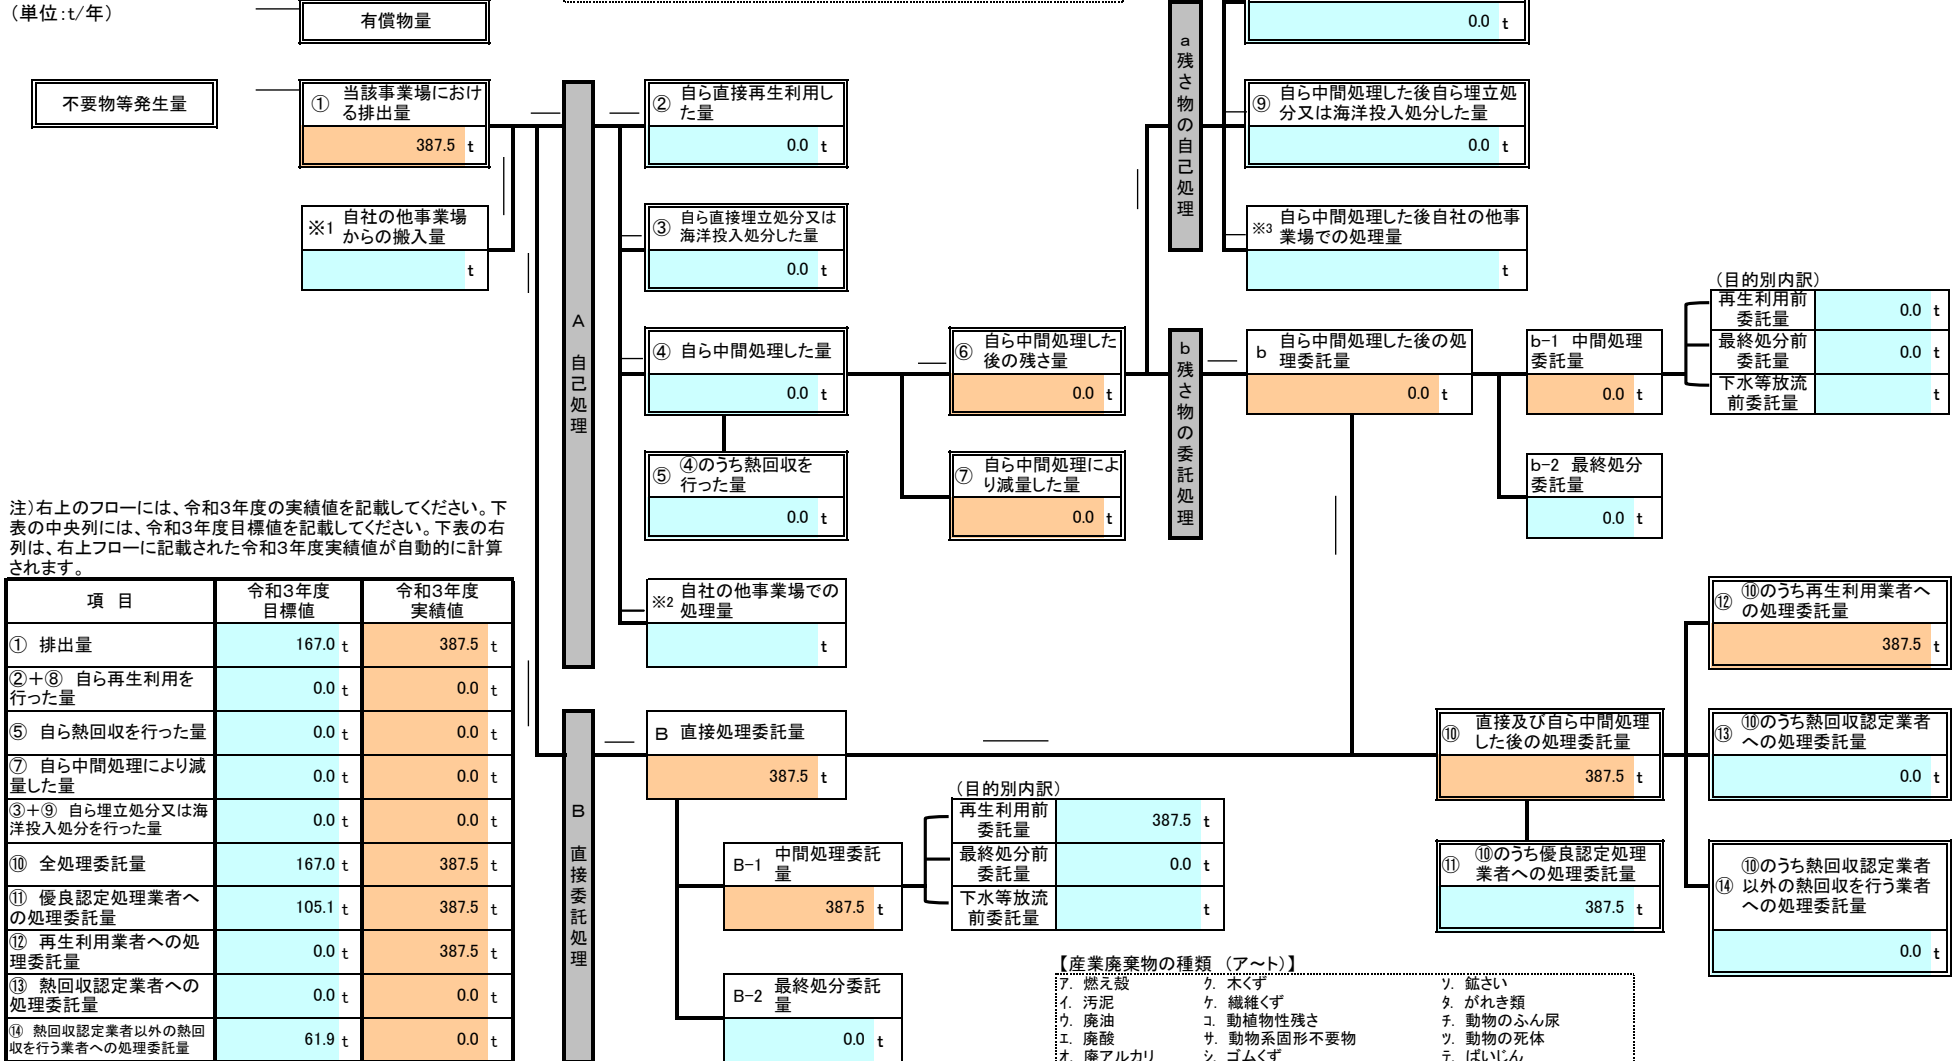 （単位：t/年）
有償物量
0.0 t
不要物等発生量
① 当該事業場におけ
る排出量
387.5 t
※1 自社の他事業場
からの搬入量
t
A 自己処理
② 自ら直接再生利用し
た量
0.0 t
③ 自ら直接埋立処分又は
海洋投入処分した量
0.0 t
④ 自ら中間処理した量
0.0 t
⑤ ④のうち熱回収を
行った量
0.0 t
※2 自社の他事業場での
処理量
t
⑥ 自ら中間処理した
後の残さ量
0.0 t
⑦ 自ら中間処理によ
り減量した量
0.0 t
a 残さ物の自己処理
⑨ 自ら中間処理した後自ら埋立処
分又は海洋投入処分した量
0.0 t
※3 自ら中間処理した後自社の他事
業場での処理量
t
b 残さ物の委託処理
b 自ら中間処理した後の処
理委託量
0.0 t
b-1 中間処理
委託量
0.0 t
b-2 最終処分
委託量
0.0 t
（目的別内訳）
再生利用前
委託量
0.0 t
最終処分前
委託量
0.0 t
下水等放流
前委託量
t
注）右上のフローには、令和3年度の実績値を記載してください。下
表の中央列には、令和3年度目標値を記載してください。下表の右
列は、右上フローに記載された令和3年度実績値が自動的に計算
されます。
項 目
令和3年度
目標値
令和3年度
実績値
① 排出量
167.0 t 387.5 t
②＋⑧ 自ら再生利用を
行った量
0.0 t 0.0 t
⑤ 自ら熱回収を行った量
0.0 t 0.0 t
⑦ 自ら中間処理により減
量した量
0.0 t 0.0 t
③＋⑨ 自ら埋立処分又は海
洋投入処分を行った量
0.0 t 0.0 t
⑩ 全処理委託量
167.0 t 387.5 t
⑪ 優良認定処理業者へ
の処理委託量
105.1 t 387.5 t
⑫ 再生利用業者への処
理委託量
0.0 t 387.5 t
⑬ 熱回収認定業者への
処理委託量
0.0 t 0.0 t
⑭ 熱回収認定業者以外の熱回
収を行う業者への処理委託量
61.9 t 0.0 t
B 直接委託処理
B 直接処理委託量
387.5 t
B-1 中間処理委託
量
387.5 t
B-2 最終処分委託
量
0.0 t
（目的別内訳）
再生利用前
委託量
387.5 t
最終処分前
委託量
0.0 t
下水等放流
前委託量
t
⑩ 直接及び自ら中間処理
した後の処理委託量
387.5 t
⑪ ⑩のうち優良認定処理
業者への処理委託量
387.5 t
⑫ ⑩のうち再生利用業者へ
の処理委託量
387.5 t
⑬ ⑩のうち熱回収認定業者
への処理委託量
0.0 t
⑭ ⑩のうち熱回収認定業者
以外の熱回収を行う業者
への処理委託量
0.0 t
【産業廃棄物の種類 （ア～ト）】
ア. 燃え殻 ク. 木くず ソ. 鉱さい
イ. 汚泥 ケ. 繊維くず タ. がれき類
ウ. 廃油 コ. 動植物性残さ チ. 動物のふん尿
エ. 廃酸 サ. 動物系固形不要物 ツ. 動物の死体
オ. 廃アルカリ シ. ゴムくず テ. ばいじん